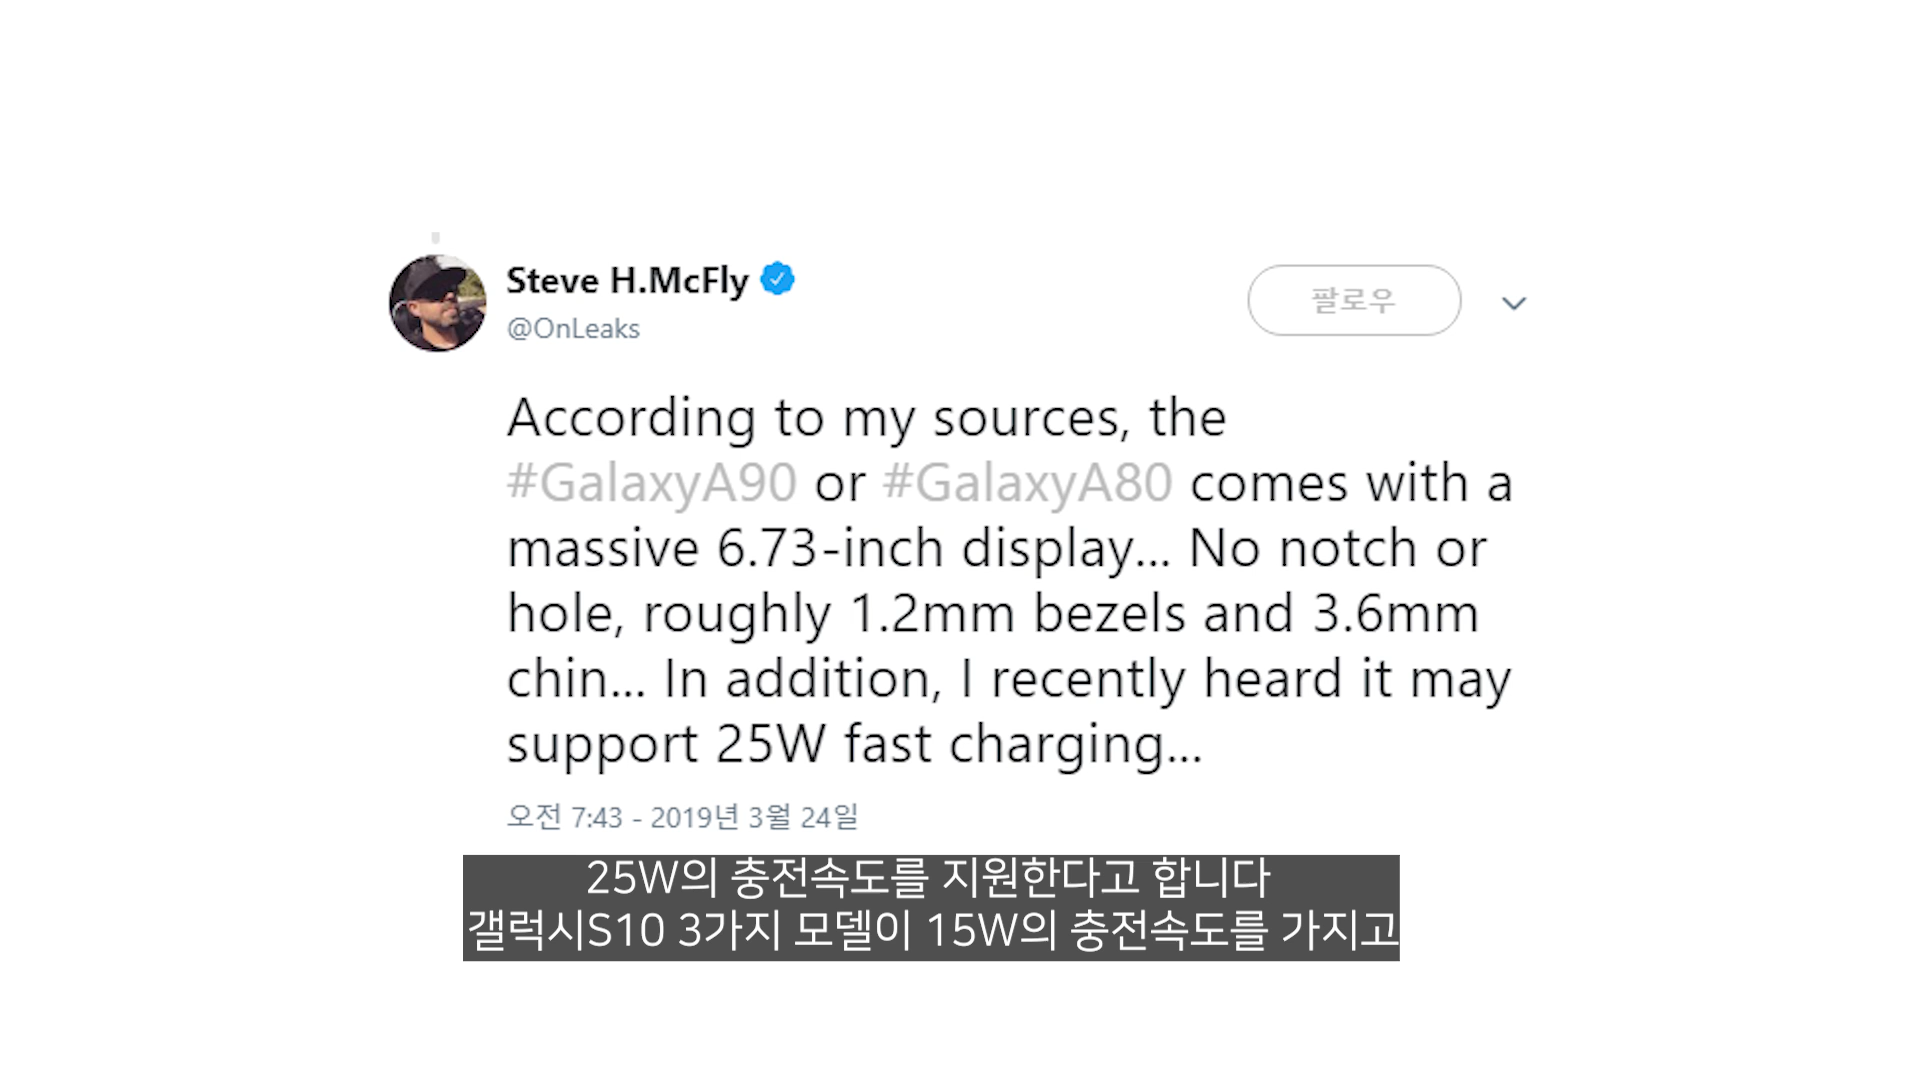 Steve H.McFly
@OnLeaks
팔로우
According to my sources, the
#GalaxyA90 or #GalaxyA80 comes with a
massive 6.73-inch display... No notch or
hole, roughly 1.2mm bezels and 3.6mm
chin... In addition, I recently heard it may
support 25W fast charging...
오전 7:43 - 2019년 3월 24일
25W의 충전속도를 지원한다고 합니다
갤럭시S10 3가지 모델이 15W의 충전속도를 가지고